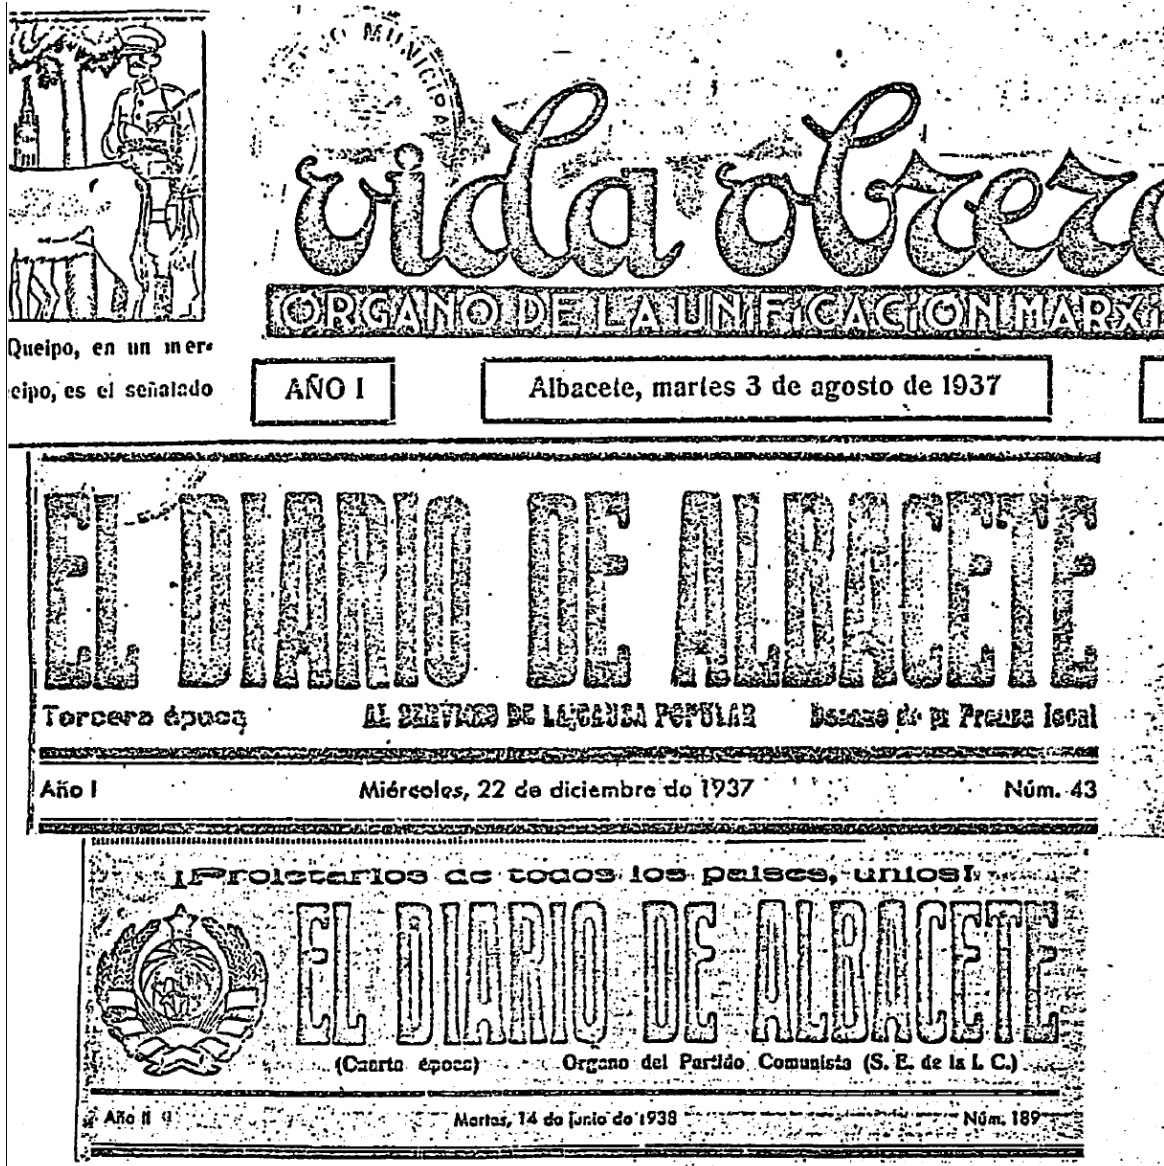 MUNICIPAL
vida obrera
ORGANO DE LA UNIFiCACiÓN MARXi
Queipo, en un mer-
cipo, es el señalado
AÑO I
Albacete, martes 3 de agosto de 1937
EL DIARIO DE ALBACETE
Tercera época
AL SERVICIO DE LA CAUSA POPULAR
Decano de la Prensa local
Año I
Miércoles, 22 de diciembre de 1937
Núm. 43
¡Proletarios de todos los países, uníos!
EL DIARIO DE ALBACETE
(Cuarta época)
Organo del Partido Comunista (S. E. de la I. C.)
Año II
Martes, 14 de junio de 1938
Núm. 189